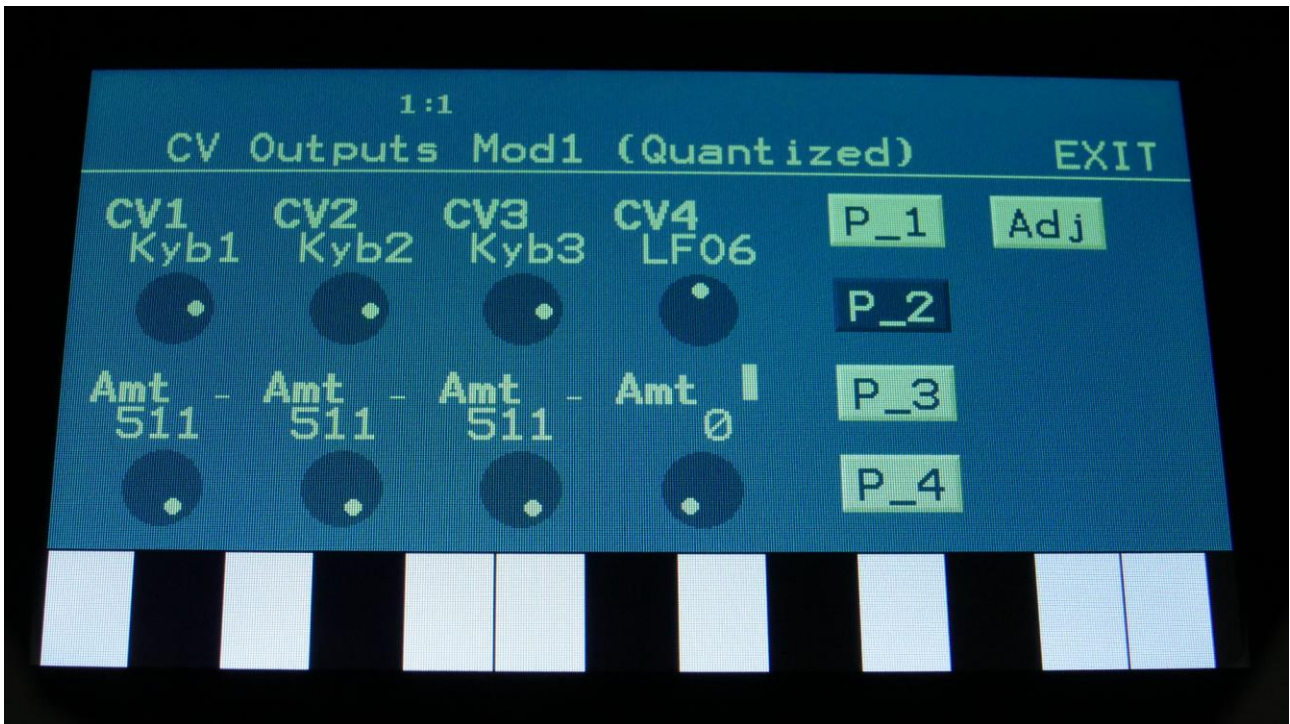 1:1
CV Outputs Mod1 (Quantized) EXIT
CV1 CV2 CV3 CV4 P_1 Adj
Kyb1 Kyb2 Kyb3 LFO6
P_2
Amt - Amt - Amt - Amt P_3
511 511 511 0
P_4